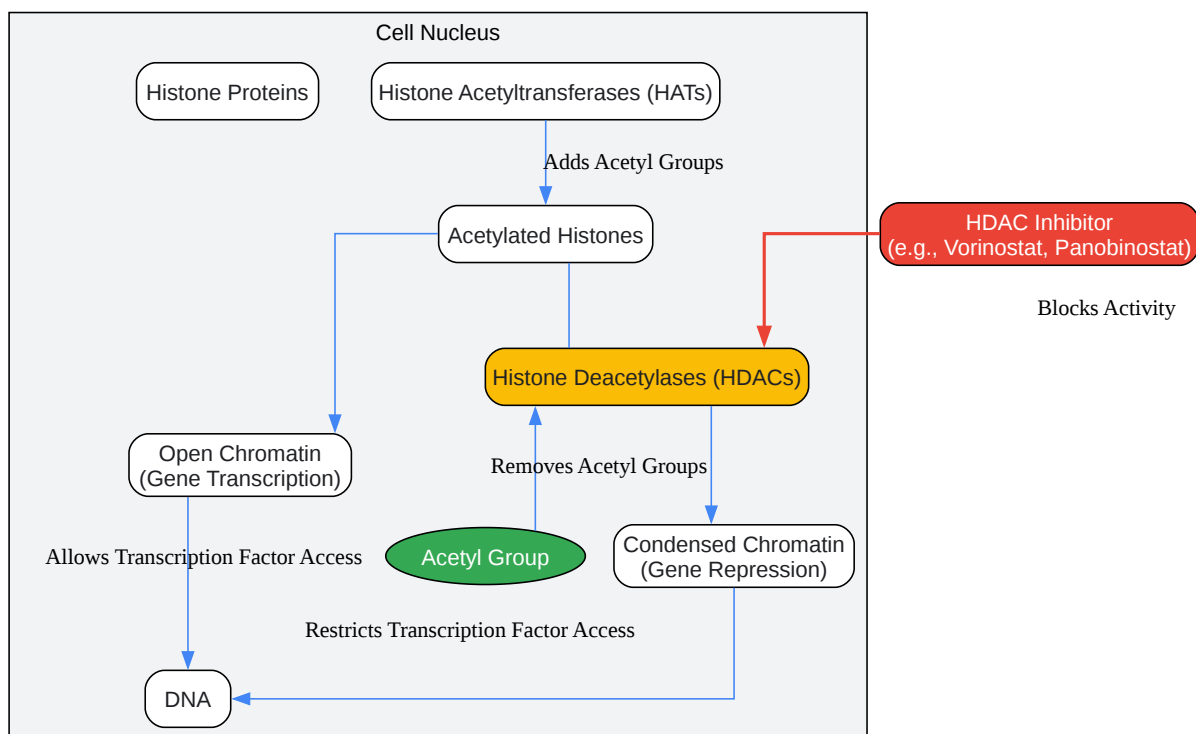 Cell Nucleus
Histone Proteins
Histone Acetyltransferases (HATs)
Adds Acetyl Groups
Acetylated Histones
HDAC Inhibitor
(e.g., Vorinostat, Panobinostat)
Blocks Activity
Histone Deacetylases (HDACs)
Open Chromatin
(Gene Transcription)
Removes Acetyl Groups
Allows Transcription Factor Access
Acetyl Group
Condensed Chromatin
(Gene Repression)
Restricts Transcription Factor Access
DNA